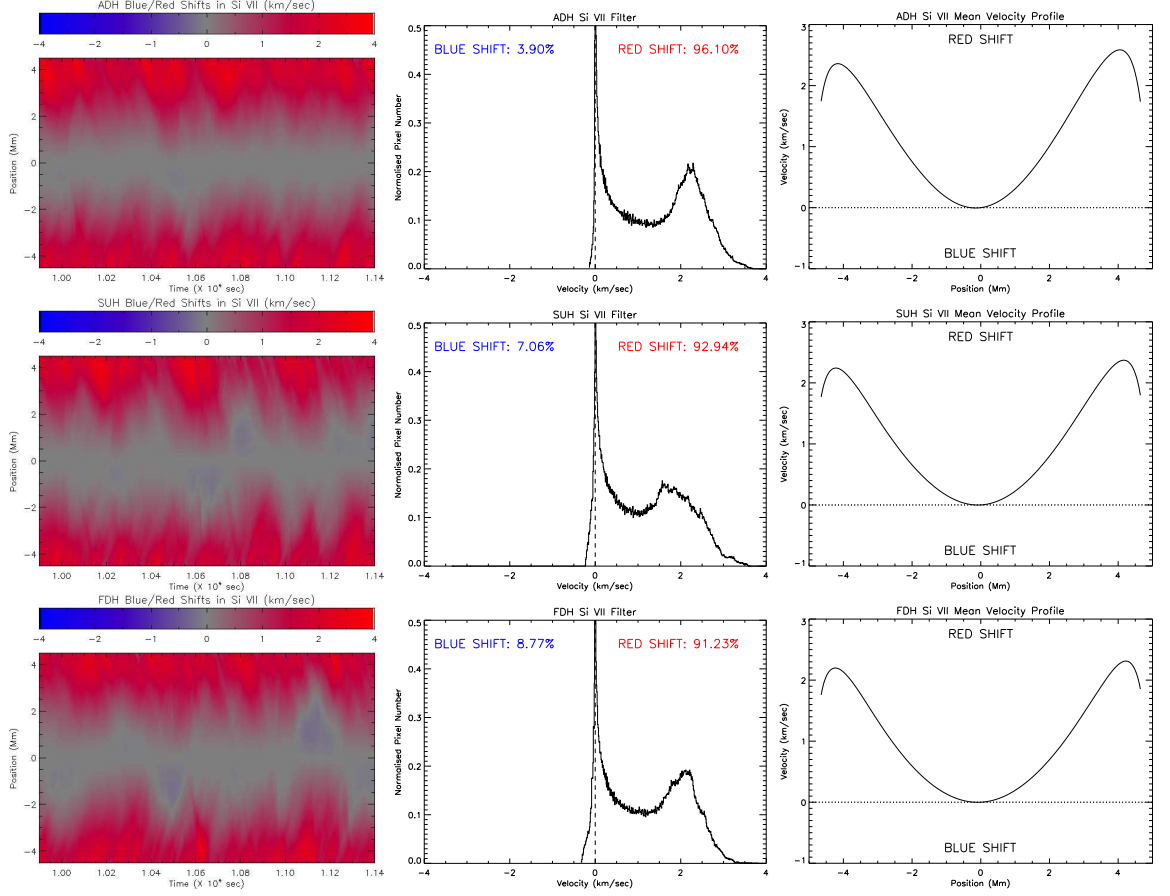 ADH Blue/Red Shifts in Si VII (km/sec)
-4 -2 -1 0 1 2 4
Position (Mm)
4
2
0
-2
-4
1.00 1.02 1.04 1.06 1.08 1.10 1.12 1.14
Time (X 10⁴ sec)
ADH Si VII Filter
BLUE SHIFT: 3.90%
RED SHIFT: 96.10%
Normalised Pixel Number
0.5
0.4
0.3
0.2
0.1
0.0
-4 -2 0 2 4
Velocity (km/sec)
ADH Si VII Mean Velocity Profile
RED SHIFT
BLUE SHIFT
Velocity (km/sec)
3
2
1
0
-1
-4 -2 0 2 4
Position (Mm)
SUH Blue/Red Shifts in Si VII (km/sec)
-4 -2 -1 0 1 2 4
Position (Mm)
4
2
0
-2
-4
1.00 1.02 1.04 1.06 1.08 1.10 1.12 1.14
Time (X 10⁴ sec)
SUH Si VII Filter
BLUE SHIFT: 7.06%
RED SHIFT: 92.94%
Normalised Pixel Number
0.5
0.4
0.3
0.2
0.1
0.0
-4 -2 0 2 4
Velocity (km/sec)
SUH Si VII Mean Velocity Profile
RED SHIFT
BLUE SHIFT
Velocity (km/sec)
3
2
1
0
-1
-4 -2 0 2 4
Position (Mm)
FDH Blue/Red Shifts in Si VII (km/sec)
-4 -2 -1 0 1 2 4
Position (Mm)
4
2
0
-2
-4
1.00 1.02 1.04 1.06 1.08 1.10 1.12 1.14
Time (X 10⁴ sec)
FDH Si VII Filter
BLUE SHIFT: 8.77%
RED SHIFT: 91.23%
Normalised Pixel Number
0.5
0.4
0.3
0.2
0.1
0.0
-4 -2 0 2 4
Velocity (km/sec)
FDH Si VII Mean Velocity Profile
RED SHIFT
BLUE SHIFT
Velocity (km/sec)
3
2
1
0
-1
-4 -2 0 2 4
Position (Mm)